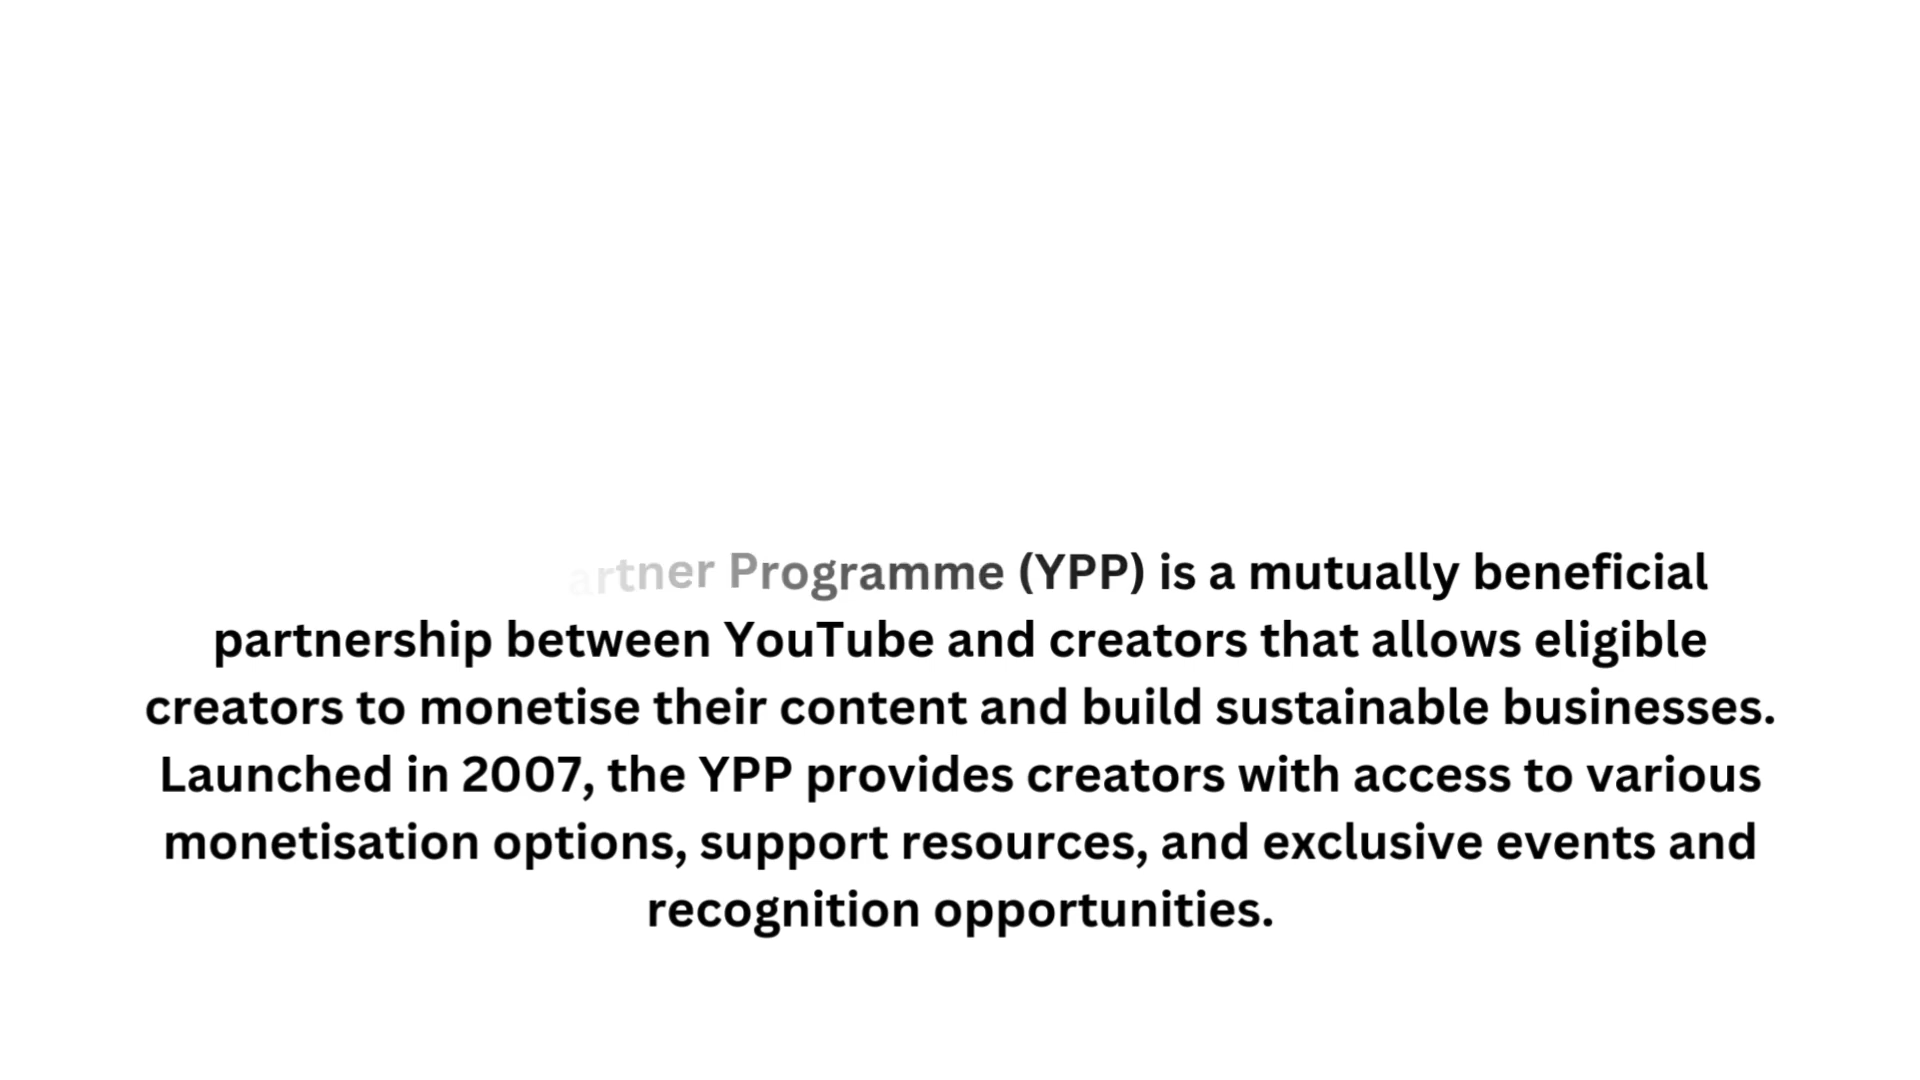 artner Programme (YPP) is a mutually beneficial
partnership between YouTube and creators that allows eligible
creators to monetise their content and build sustainable businesses.
Launched in 2007, the YPP provides creators with access to various
monetisation options, support resources, and exclusive events and
recognition opportunities.